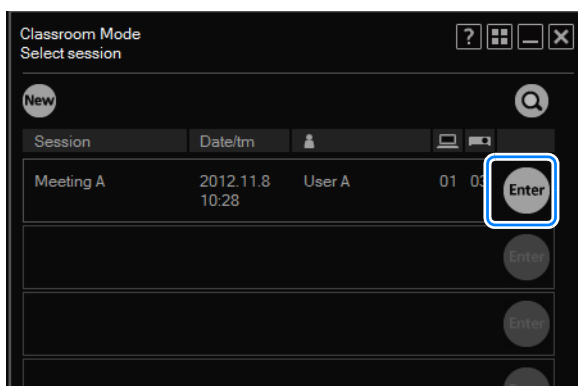 Classroom Mode
Select session
?
New
Session Date/tm
Meeting A 2012.11.8 User A 01 03 Enter
10:28
Enter
Enter